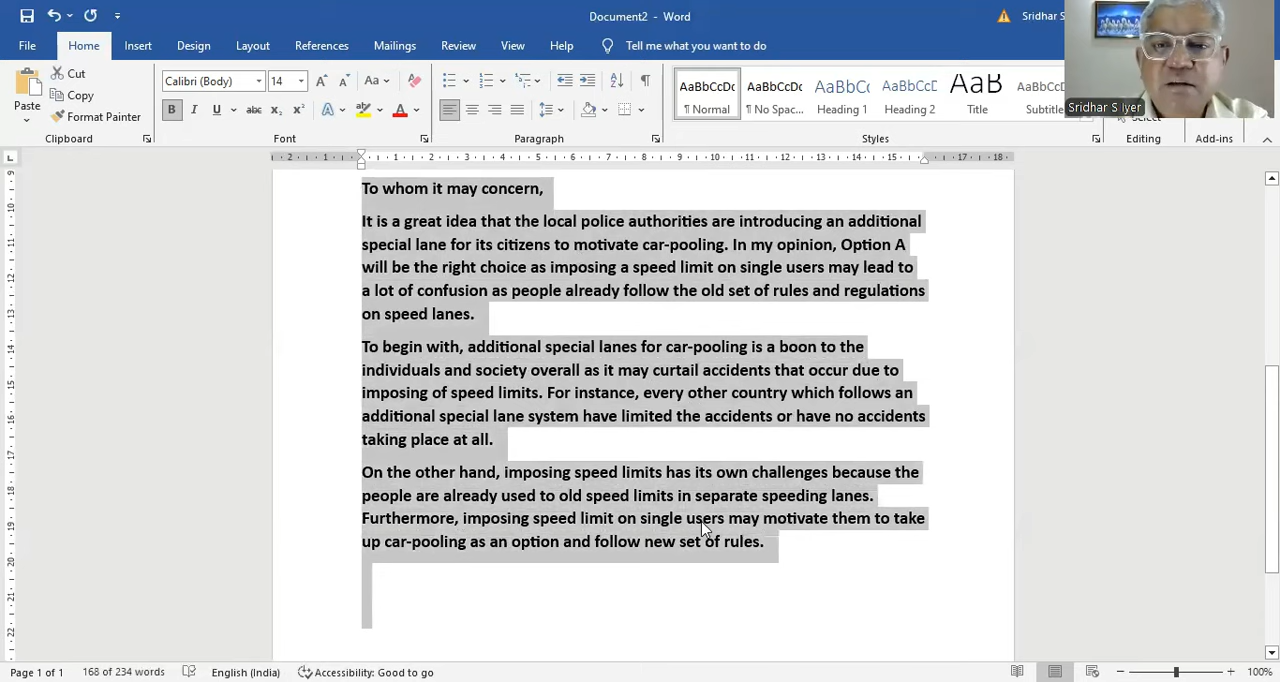 Document2 - Word
Sridhar S
File Home Insert Design Layout References Mailings Review View Help Tell me what you want to do
Paste
Cut
Copy
Format Painter
Clipboard
Calibri (Body) 14
Font
Paragraph
AaBbCcDc AaBbCcDc AaBbC AaBbCcD AaB AaBbCcD
¶ Normal ¶ No Spac... Heading 1 Heading 2 Title Subtitle
Styles
Select
Editing
Add-ins
Sridhar S iyer
To whom it may concern,
It is a great idea that the local police authorities are introducing an additional
special lane for its citizens to motivate car-pooling. In my opinion, Option A
will be the right choice as imposing a speed limit on single users may lead to
a lot of confusion as people already follow the old set of rules and regulations
on speed lanes.
To begin with, additional special lanes for car-pooling is a boon to the
individuals and society overall as it may curtail accidents that occur due to
imposing of speed limits. For instance, every other country which follows an
additional special lane system have limited the accidents or have no accidents
taking place at all.
On the other hand, imposing speed limits has its own challenges because the
people are already used to old speed limits in separate speeding lanes.
Furthermore, imposing speed limit on single users may motivate them to take
up car-pooling as an option and follow new set of rules.
Page 1 of 1 168 of 234 words English (India) Accessibility: Good to go 100%